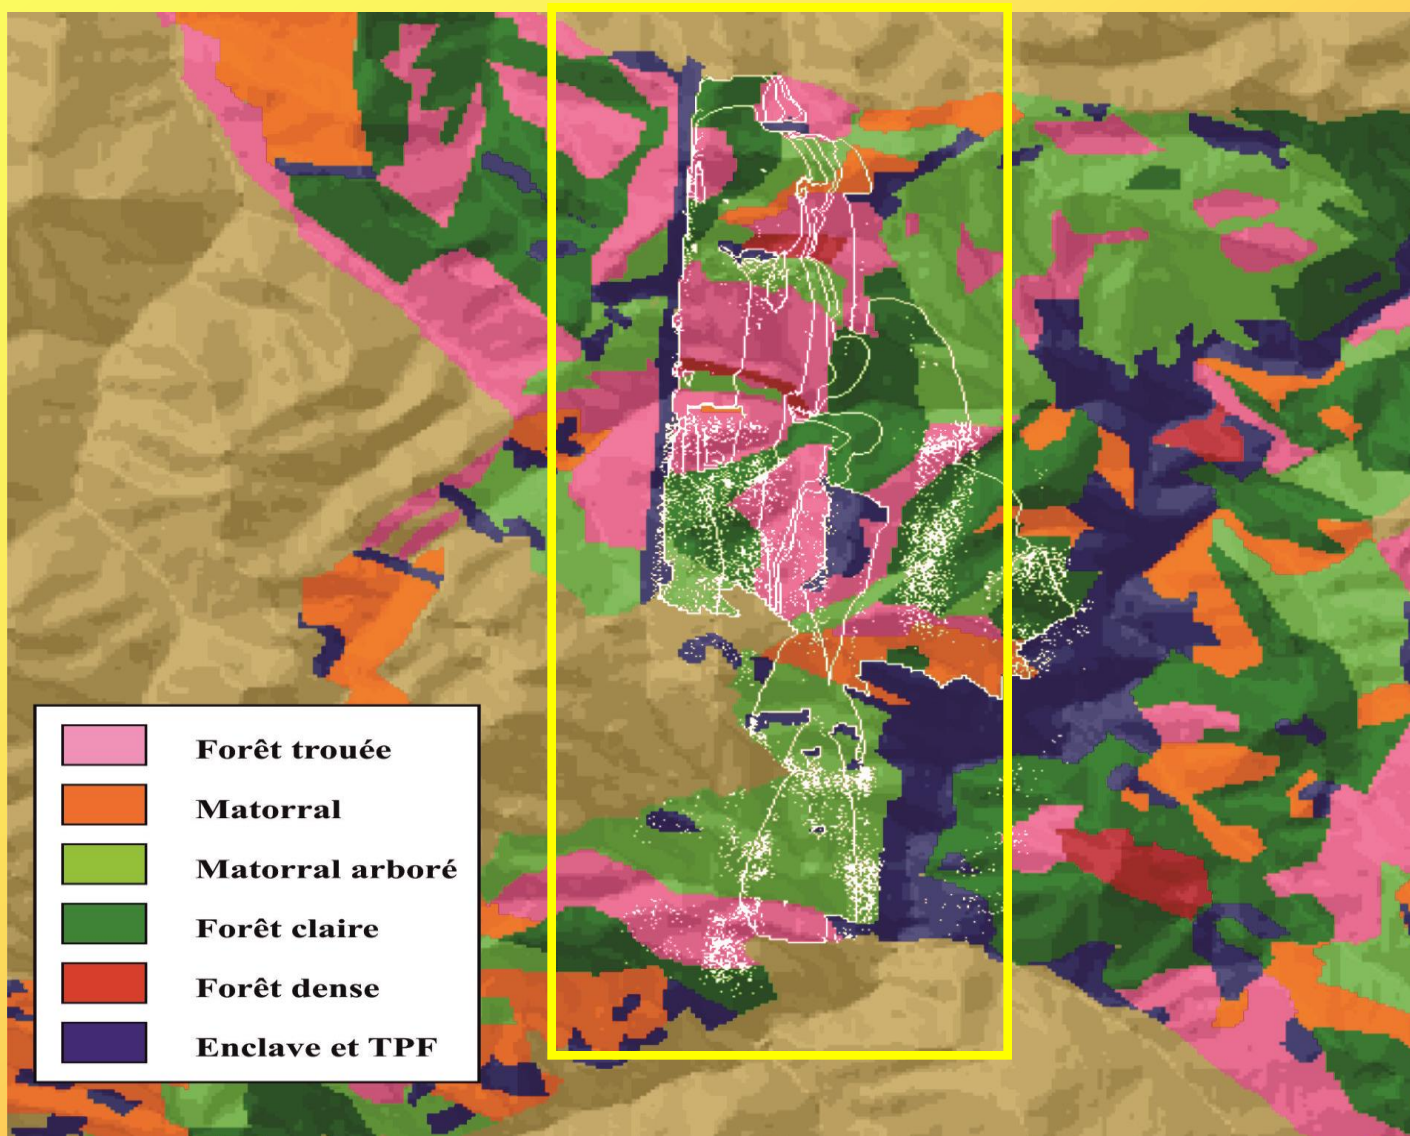 Forêt trouée
Matorral
Matorral arboré
Forêt claire
Forêt dense
Enclave et TPF